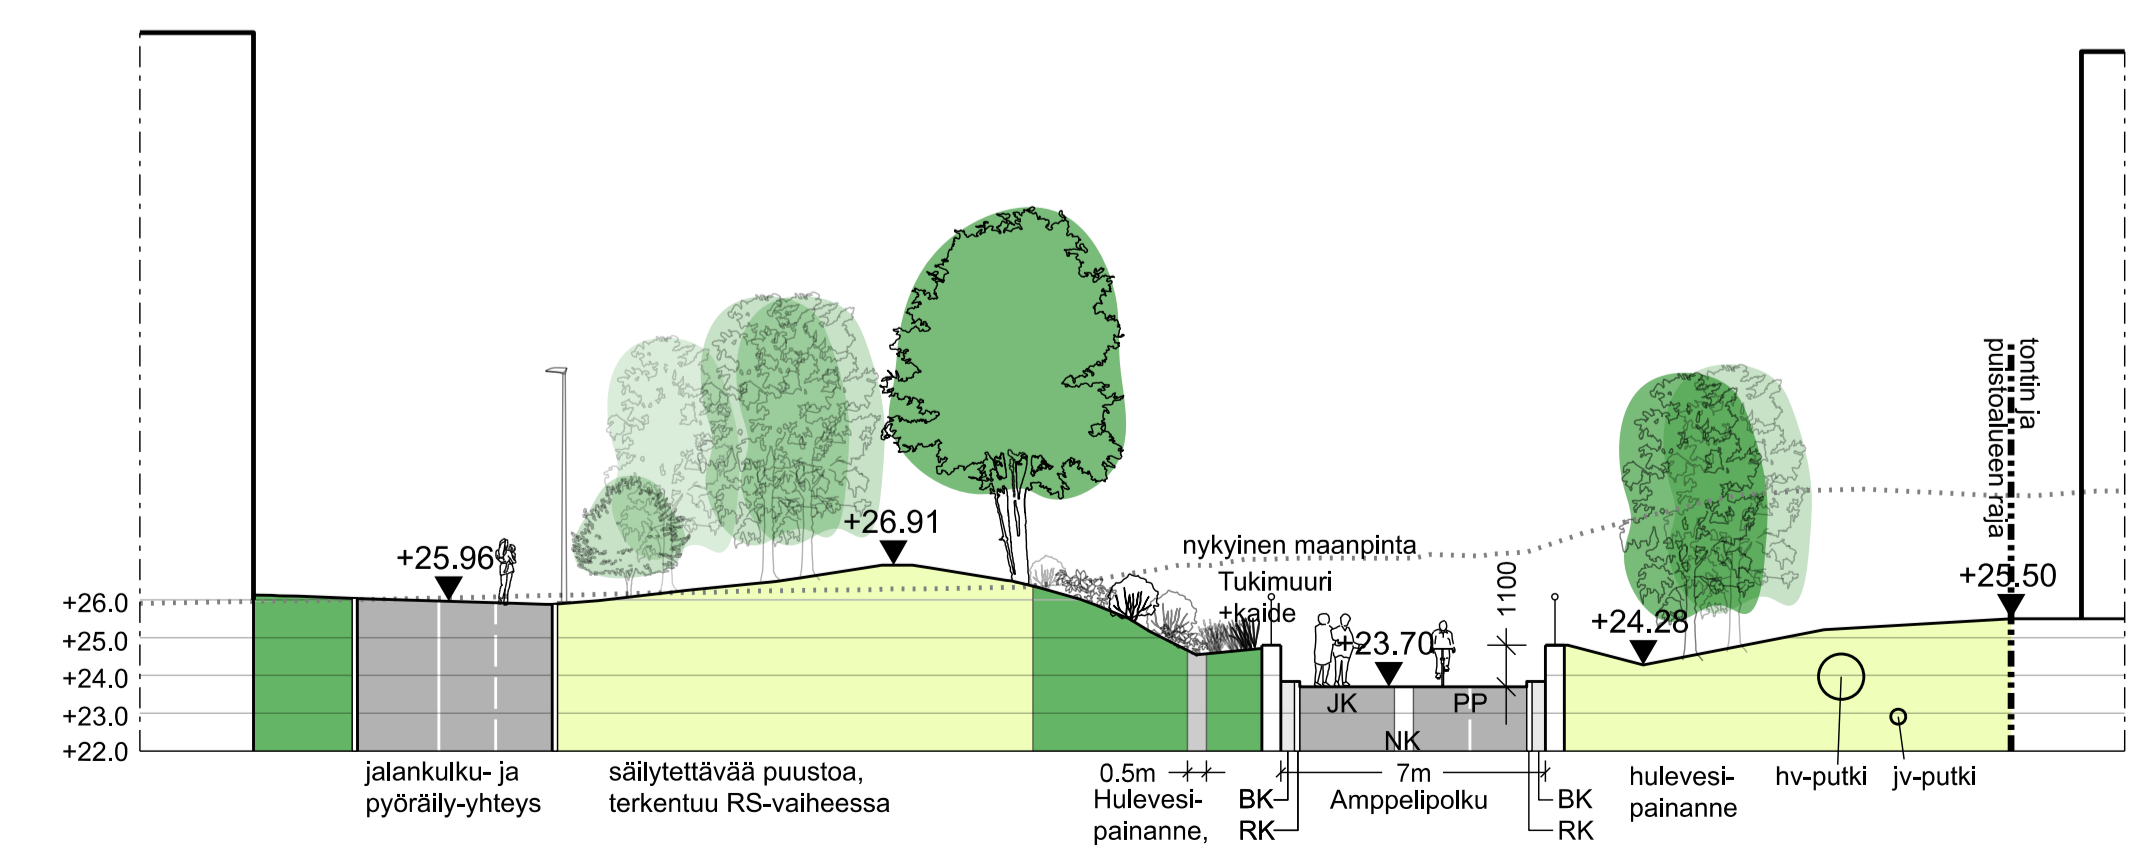 tontin ja
puistoalueen raja
+26.91
nykyinen maanpinta
+25.96
Tukimuuri
+kaide
1100
+25.50
+24.28
+23.70
+26.0
+25.0
+24.0
+23.0
+22.0
JK
PP
NK
jalankulku- ja
pyöräily-yhteys
säilytettävää puustoa,
terkentuu RS-vaiheessa
0.5m
Hulevesi-
painanne,
BK
RK
7m
Amppelipolku
BK
RK
hulevesi-
painanne
hv-putki
jv-putki